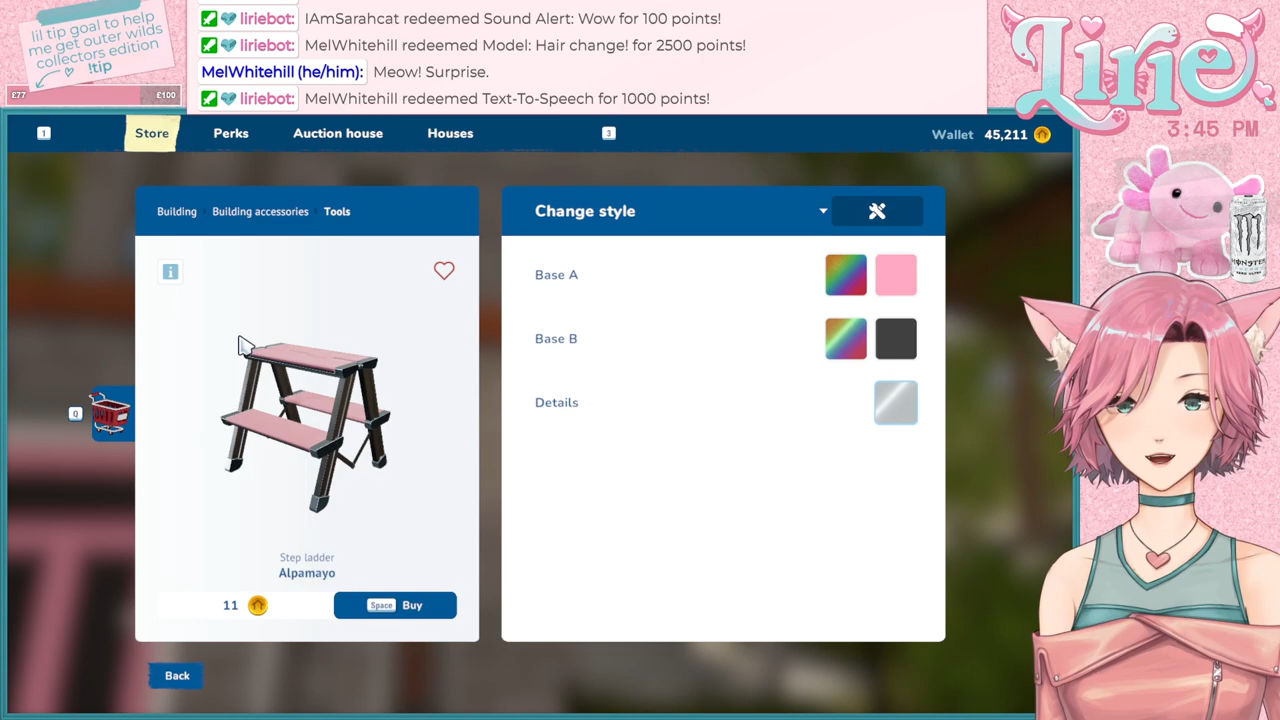 lil tip goal to help
me get outer wilds
collectors edition
!tip
£77
£100
liriebot: IAmSarahcat redeemed Sound Alert: Wow for 100 points!
liriebot: MelWhitehill redeemed Model: Hair change! for 2500 points!
MelWhitehill (he/him): Meow! Surprise.
liriebot: MelWhitehill redeemed Text-To-Speech for 1000 points!
Lirie
3:45 PM
1
Store
Perks
Auction house
Houses
3
Wallet 45,211
Building
Building accessories
Tools
Change style
Base A
Base B
Details
Q
Step ladder
Alpamayo
11
Space Buy
Back
MONSTER